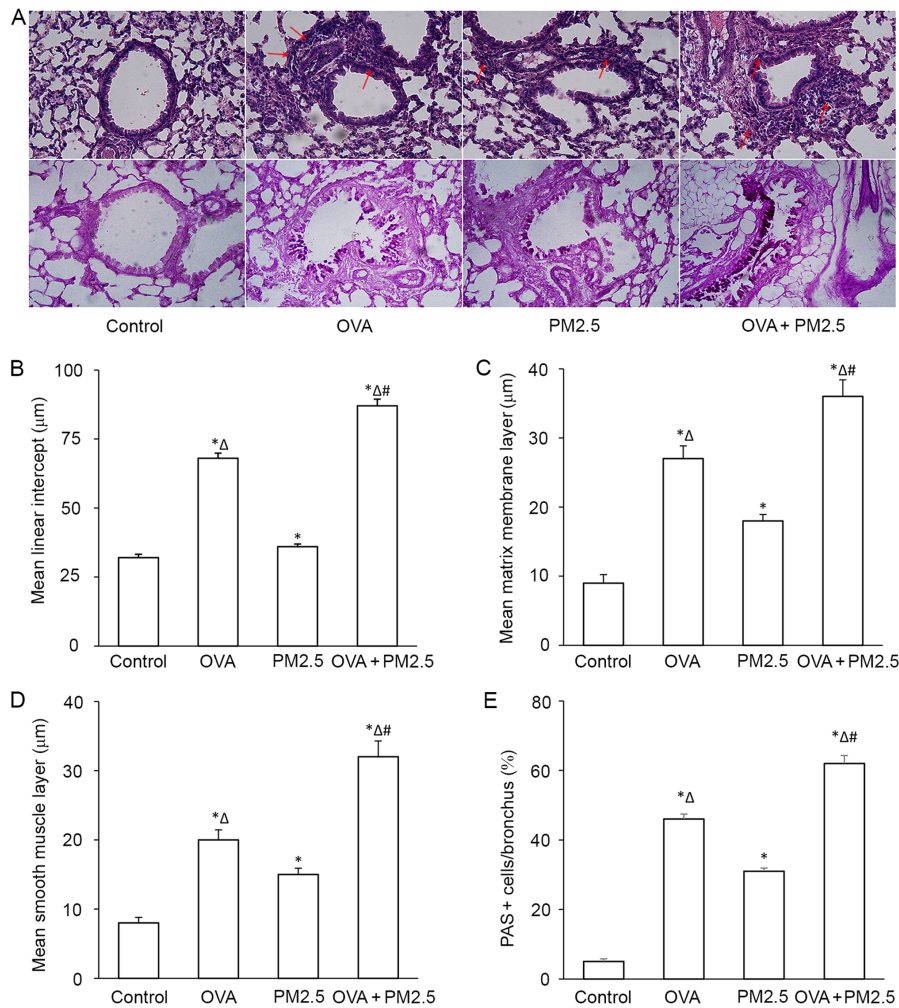 A
Control OVA PM2.5 OVA + PM2.5
B
Mean linear intercept (μm)
100
75
50
25
0
*Δ
*
*Δ#
Control OVA PM2.5 OVA + PM2.5
C
Mean matrix membrane layer (μm)
40
30
20
10
0
*Δ
*
*Δ#
Control OVA PM2.5 OVA + PM2.5
D
Mean smooth muscle layer (μm)
40
30
20
10
0
*Δ
*
*Δ#
Control OVA PM2.5 OVA + PM2.5
E
PAS + cells/bronchus (%)
80
60
40
20
0
*Δ
*
*Δ#
Control OVA PM2.5 OVA + PM2.5